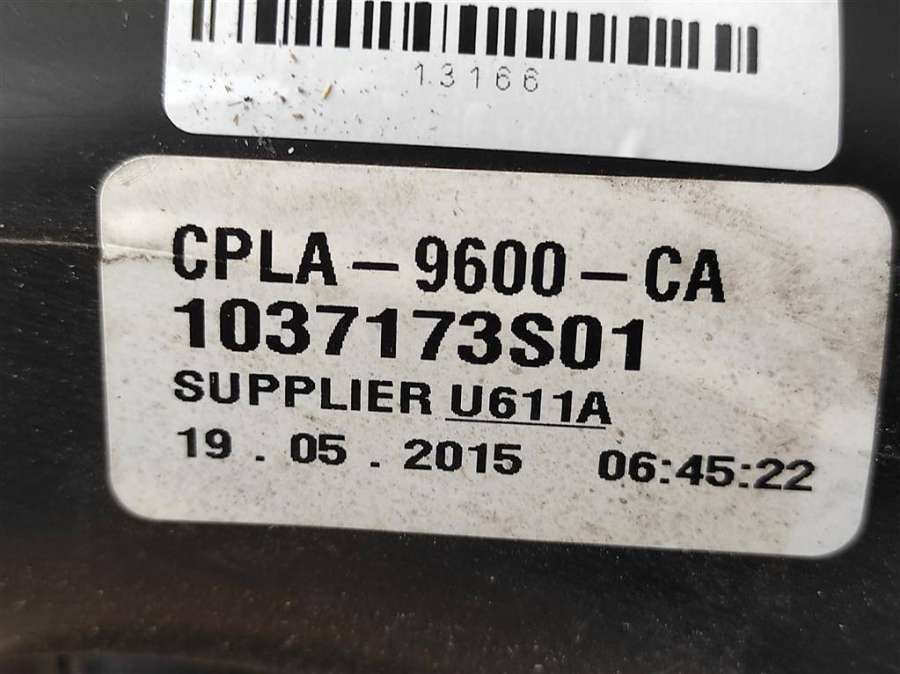 13166
CPLA-9600-CA
1037173S01
SUPPLIER U611A
19.05.2015 06:45:22